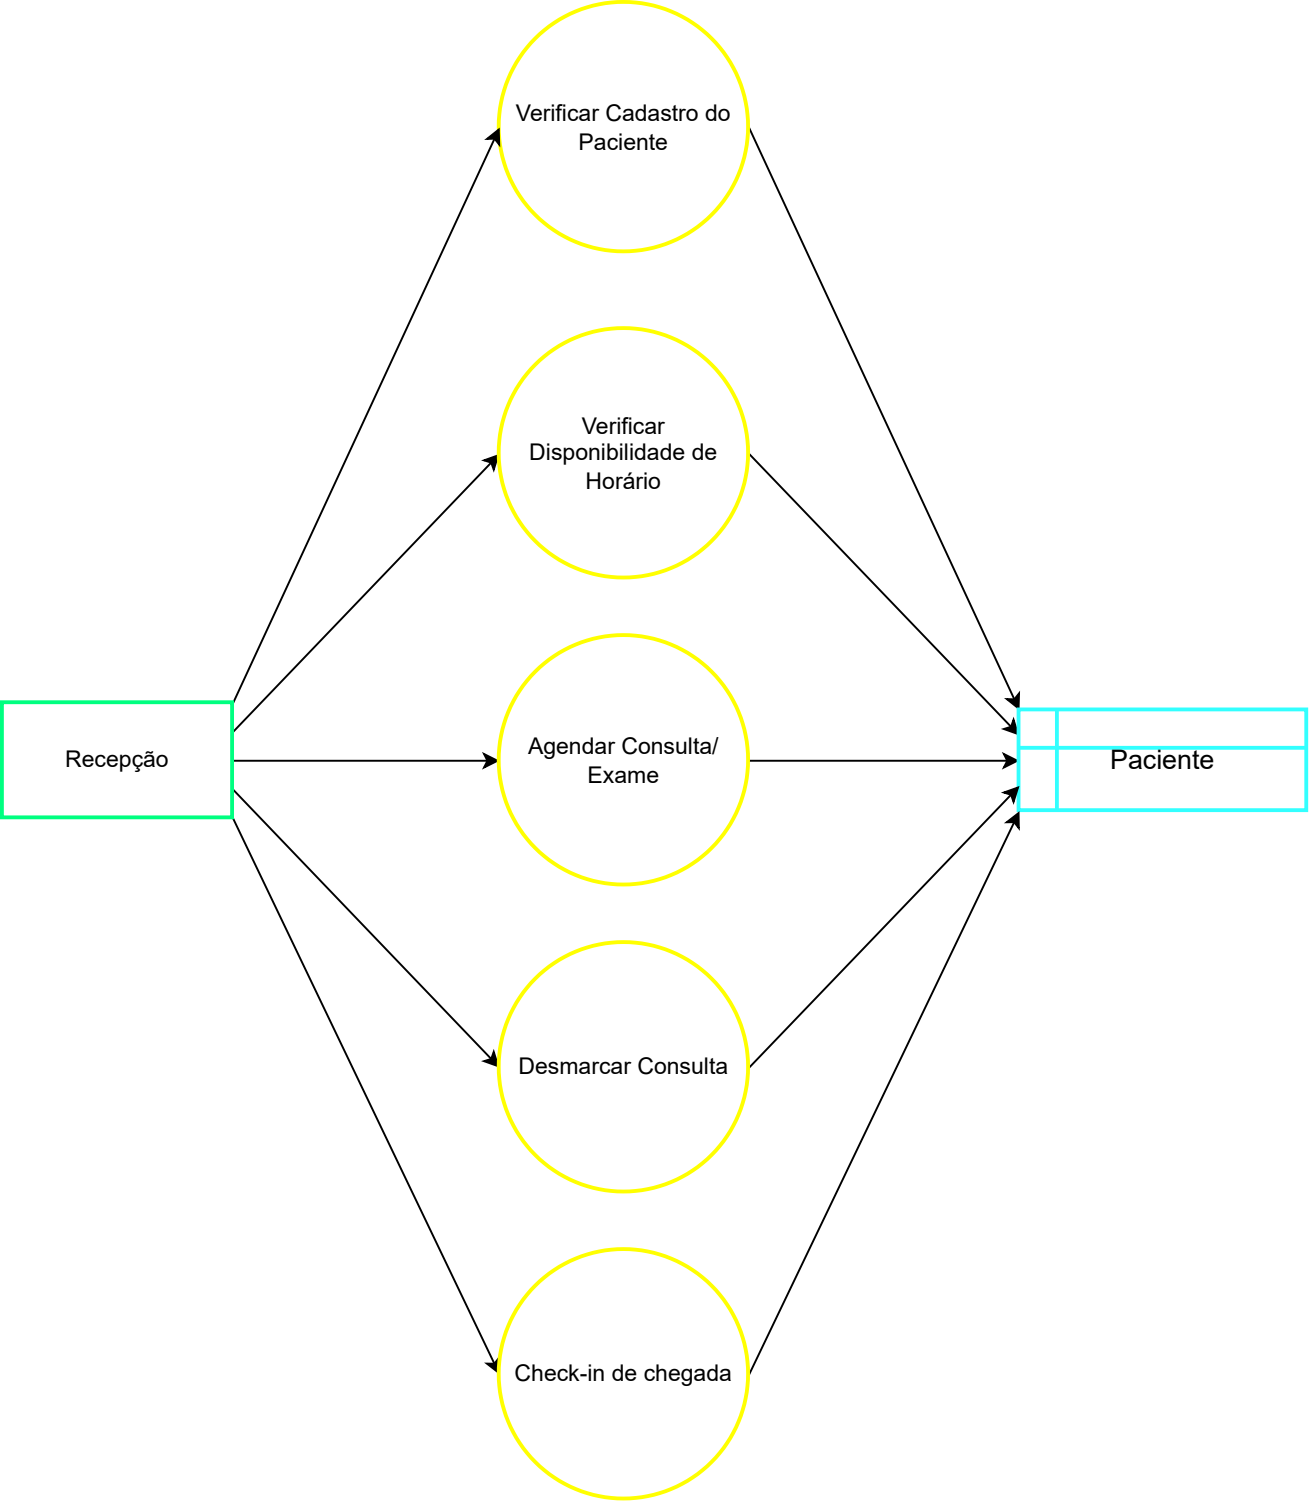 Verificar Cadastro do
Paciente
Verificar
Disponibilidade de
Horário
Recepção
Agendar Consulta/
Exame
Paciente
Desmarcar Consulta
Check-in de chegada